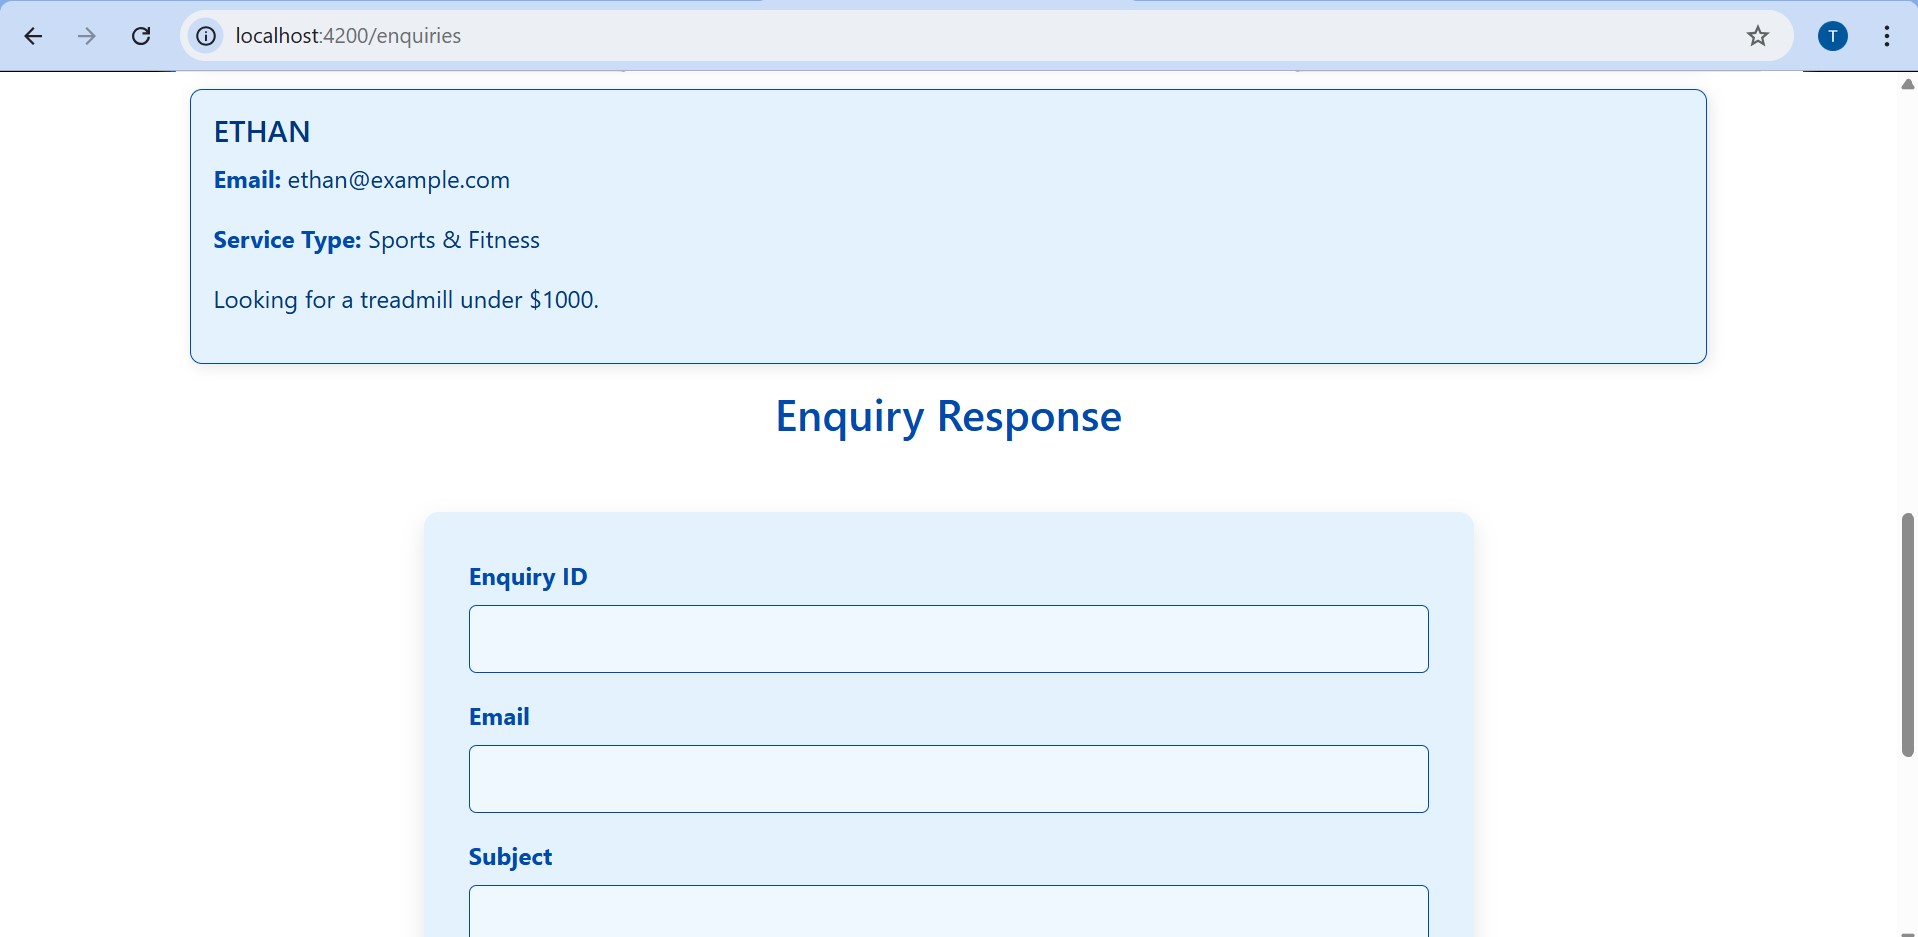 localhost:4200/enquiries
T
ETHAN
Email: ethan@example.com
Service Type: Sports & Fitness
Looking for a treadmill under $1000.
Enquiry Response
Enquiry ID
Email
Subject